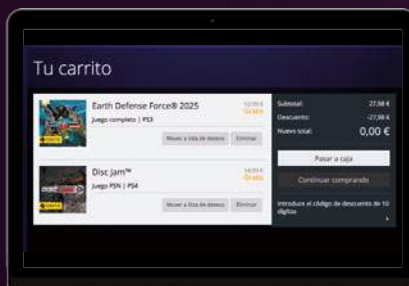 Tu carrito
Earth Defense Force® 2025
Gratis
Juego completo | PS3
Mover a lista de deseos
Eliminar
Disc Jam™
14,99 €
Gratis
Juego PSN | PS4
Mover a lista de deseos
Eliminar
Subtotal:
27,98 €
Descuento:
-27,98 €
Nuevo total:
0,00 €
Pasar a caja
Continuar comprando
Introduce el código de descuento de 10
dígitos